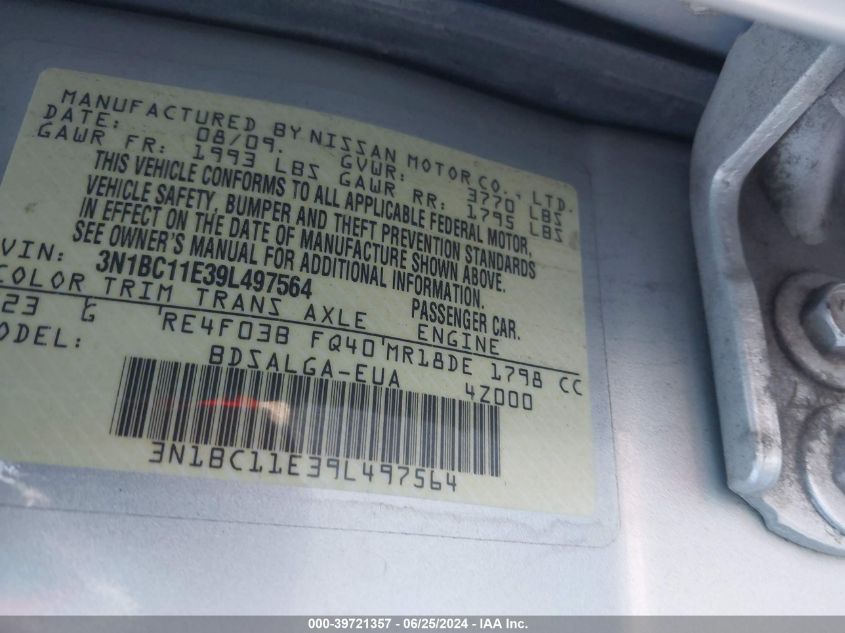 MANUFACTURED BY NISSAN MOTOR CO., LTD.
DATE: 08/09. GVWR: 3770 LBS
GAWR FR: 1993 LBS GAWR RR: 1795 LBS
THIS VEHICLE CONFORMS TO ALL APPLICABLE FEDERAL MOTOR
VEHICLE SAFETY, BUMPER AND THEFT PREVENTION STANDARDS
IN EFFECT ON THE DATE OF MANUFACTURE SHOWN ABOVE.
SEE OWNER'S MANUAL FOR ADDITIONAL INFORMATION.
VIN: 3N1BC11E39L497564 PASSENGER CAR.
COLOR TRIM TRANS AXLE ENGINE
23 G RE4F03B FQ40 MR18DE 1798 CC
ODEL: BDSALGA-EUA 4Z000
3N1BC11E39L497564
000-39721357 - 06/25/2024 - IAA Inc.